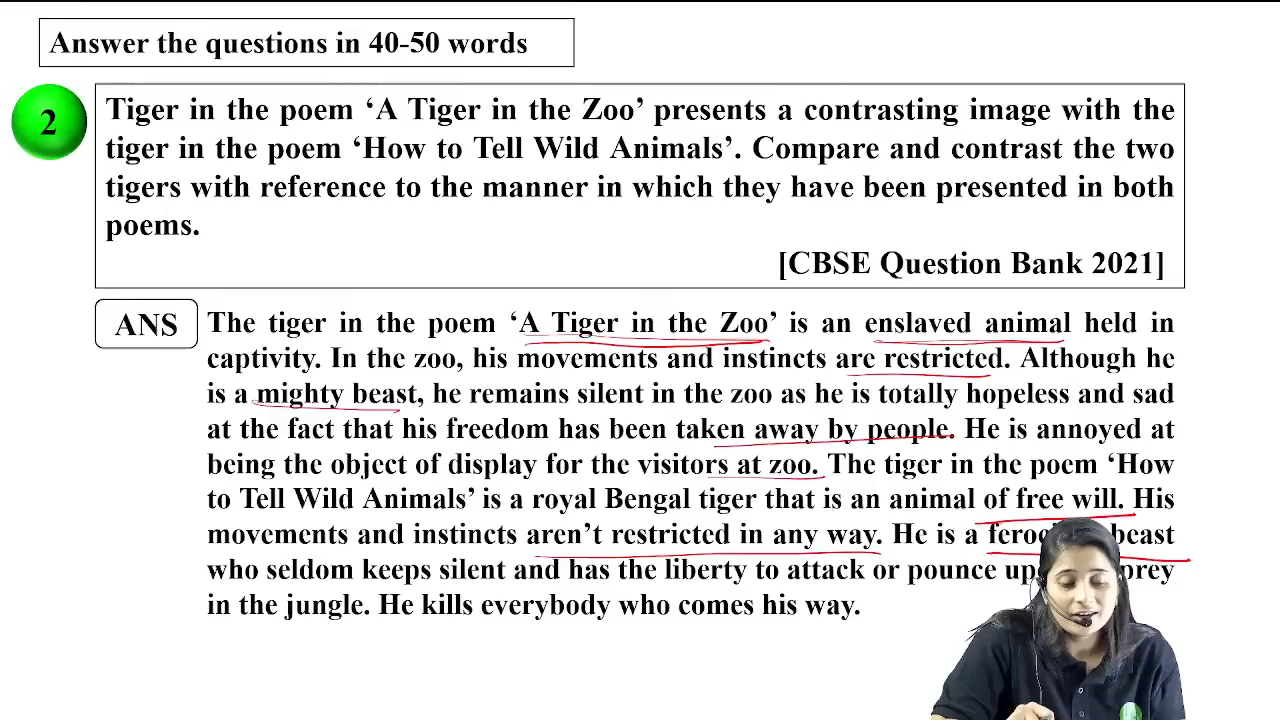 Answer the questions in 40-50 words
2
Tiger in the poem ‘A Tiger in the Zoo’ presents a contrasting image with the
tiger in the poem ‘How to Tell Wild Animals’. Compare and contrast the two
tigers with reference to the manner in which they have been presented in both
poems.
[CBSE Question Bank 2021]
ANS
The tiger in the poem ‘A Tiger in the Zoo’ is an enslaved animal held in
captivity. In the zoo, his movements and instincts are restricted. Although he
is a mighty beast, he remains silent in the zoo as he is totally hopeless and sad
at the fact that his freedom has been taken away by people. He is annoyed at
being the object of display for the visitors at zoo. The tiger in the poem ‘How
to Tell Wild Animals’ is a royal Bengal tiger that is an animal of free will. His
movements and instincts aren’t restricted in any way. He is a beast
who seldom keeps silent and has the liberty to attack or pounce prey
in the jungle. He kills everybody who comes his way.